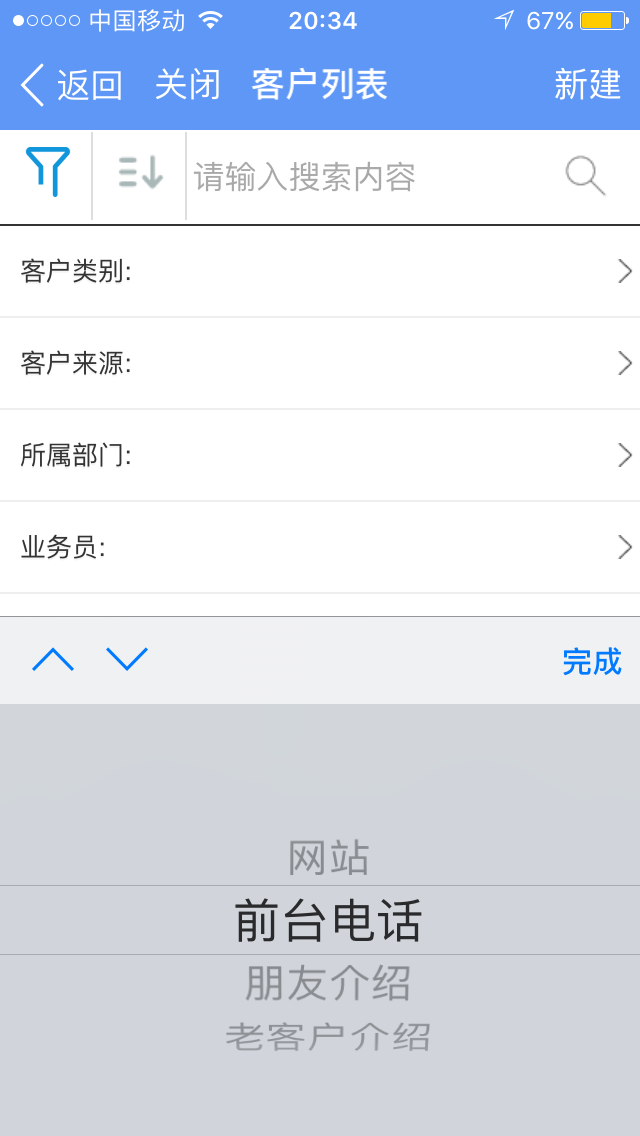 中国移动 20:34 67%
返回 关闭 客户列表 新建
请输入搜索内容
客户类别:
客户来源:
所属部门:
业务员:
完成
网站
前台电话
朋友介绍
老客户介绍